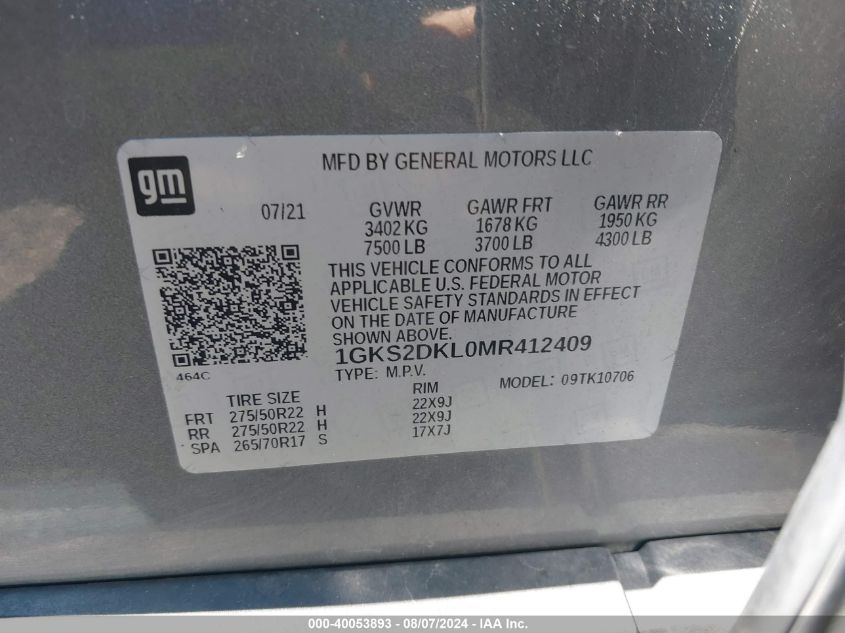 gm
MFD BY GENERAL MOTORS LLC
07/21
GVWR GAWR FRT GAWR RR
3402 KG 1678 KG 1950 KG
7500 LB 3700 LB 4300 LB
THIS VEHICLE CONFORMS TO ALL
APPLICABLE U.S. FEDERAL MOTOR
VEHICLE SAFETY STANDARDS IN EFFECT
ON THE DATE OF MANUFACTURE
SHOWN ABOVE.
1GKS2DKL0MR412409
464C
TYPE: M.P.V. MODEL: 09TK10706
TIRE SIZE RIM
FRT 275/50R22 H 22X9J
RR 275/50R22 H 22X9J
SPA 265/70R17 S 17X7J
000-40053893 - 08/07/2024 - IAAI.com